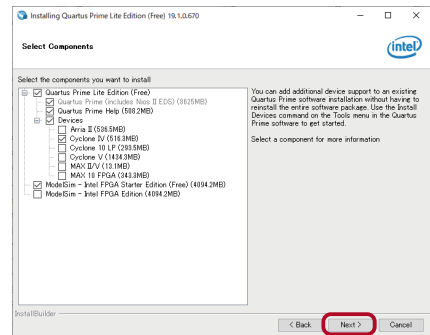 Installing Quartus Prime Lite Edition (Free) 19.1.0.670
Select Components
intel
Select the components you want to install
Quartus Prime Lite Edition (Free)
Quartus Prime (includes Nios II EDS) (8625MB)
Quartus Prime Help (508.2MB)
Devices
Arria II (536.5MB)
Cyclone IV (516.3MB)
Cyclone 10 LP (293.5MB)
Cyclone V (1434.3MB)
MAX II/V (13.1MB)
MAX 10 FPGA (343.3MB)
ModelSim - Intel FPGA Starter Edition (Free) (4094.2MB)
ModelSim - Intel FPGA Edition (4094.2MB)
You can add additional device support to an existing
Quartus Prime software installation without having to
reinstall the entire software package. Use the Install
Devices command on the Tools menu in the Quartus
Prime software to get started.
Select a component for more information
InstallBuilder
< Back
Next >
Cancel